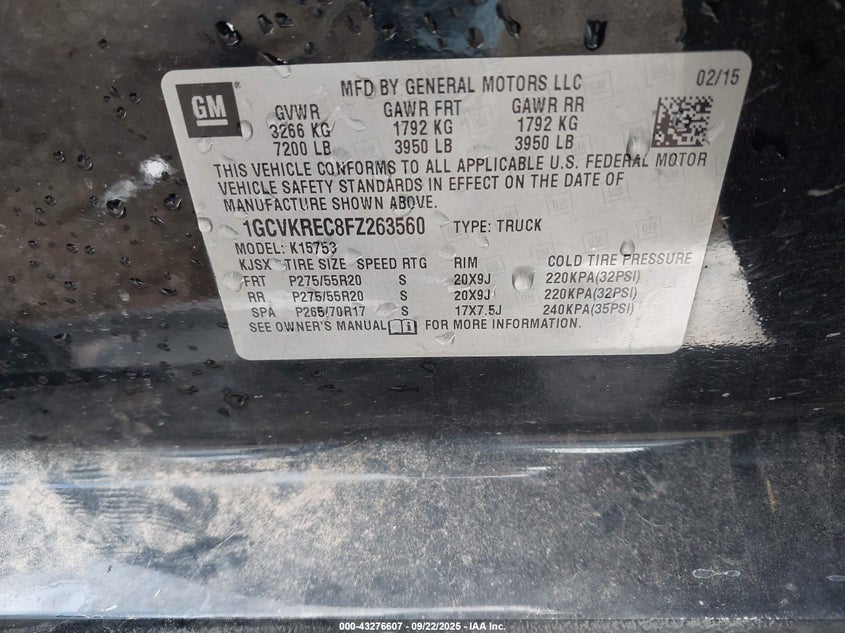 GM
MFD BY GENERAL MOTORS LLC
02/15
GVWR GAWR FRT GAWR RR
3266 KG 1792 KG 1792 KG
7200 LB 3950 LB 3950 LB
THIS VEHICLE CONFORMS TO ALL APPLICABLE U.S. FEDERAL MOTOR
VEHICLE SAFETY STANDARDS IN EFFECT ON THE DATE OF
MANUFACTURE SHOWN ABOVE.
1GCVKREC8FZ263560 TYPE: TRUCK
MODEL: K15753
KJSX TIRE SIZE SPEED RTG RIM COLD TIRE PRESSURE
FRT P275/55R20 S 20X9J 220KPA(32PSI)
RR P275/55R20 S 20X9J 220KPA(32PSI)
SPA P265/70R17 S 17X7.5J 240KPA(35PSI)
SEE OWNER'S MANUAL FOR MORE INFORMATION.
000-43276607 - 09/22/2025 - IAA Inc.